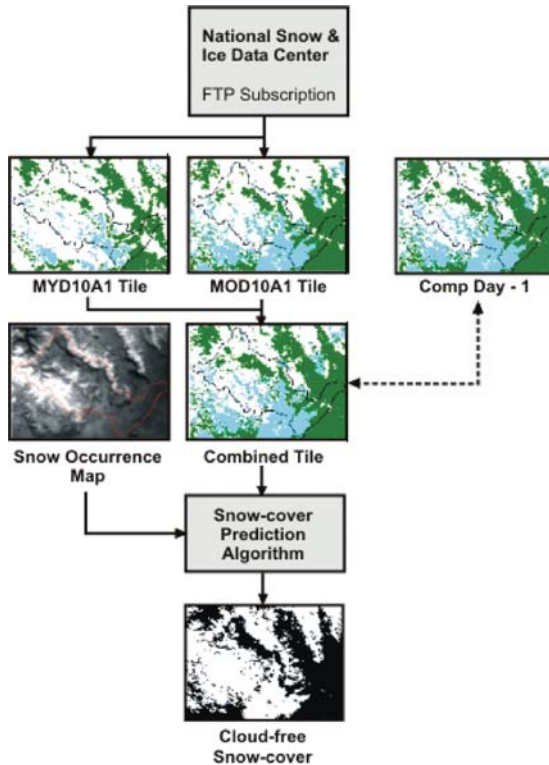 National Snow &
Ice Data Center
FTP Subscription
MYD10A1 Tile
MOD10A1 Tile
Comp Day - 1
Snow Occurrence
Map
Combined Tile
Snow-cover
Prediction
Algorithm
Cloud-free
Snow-cover